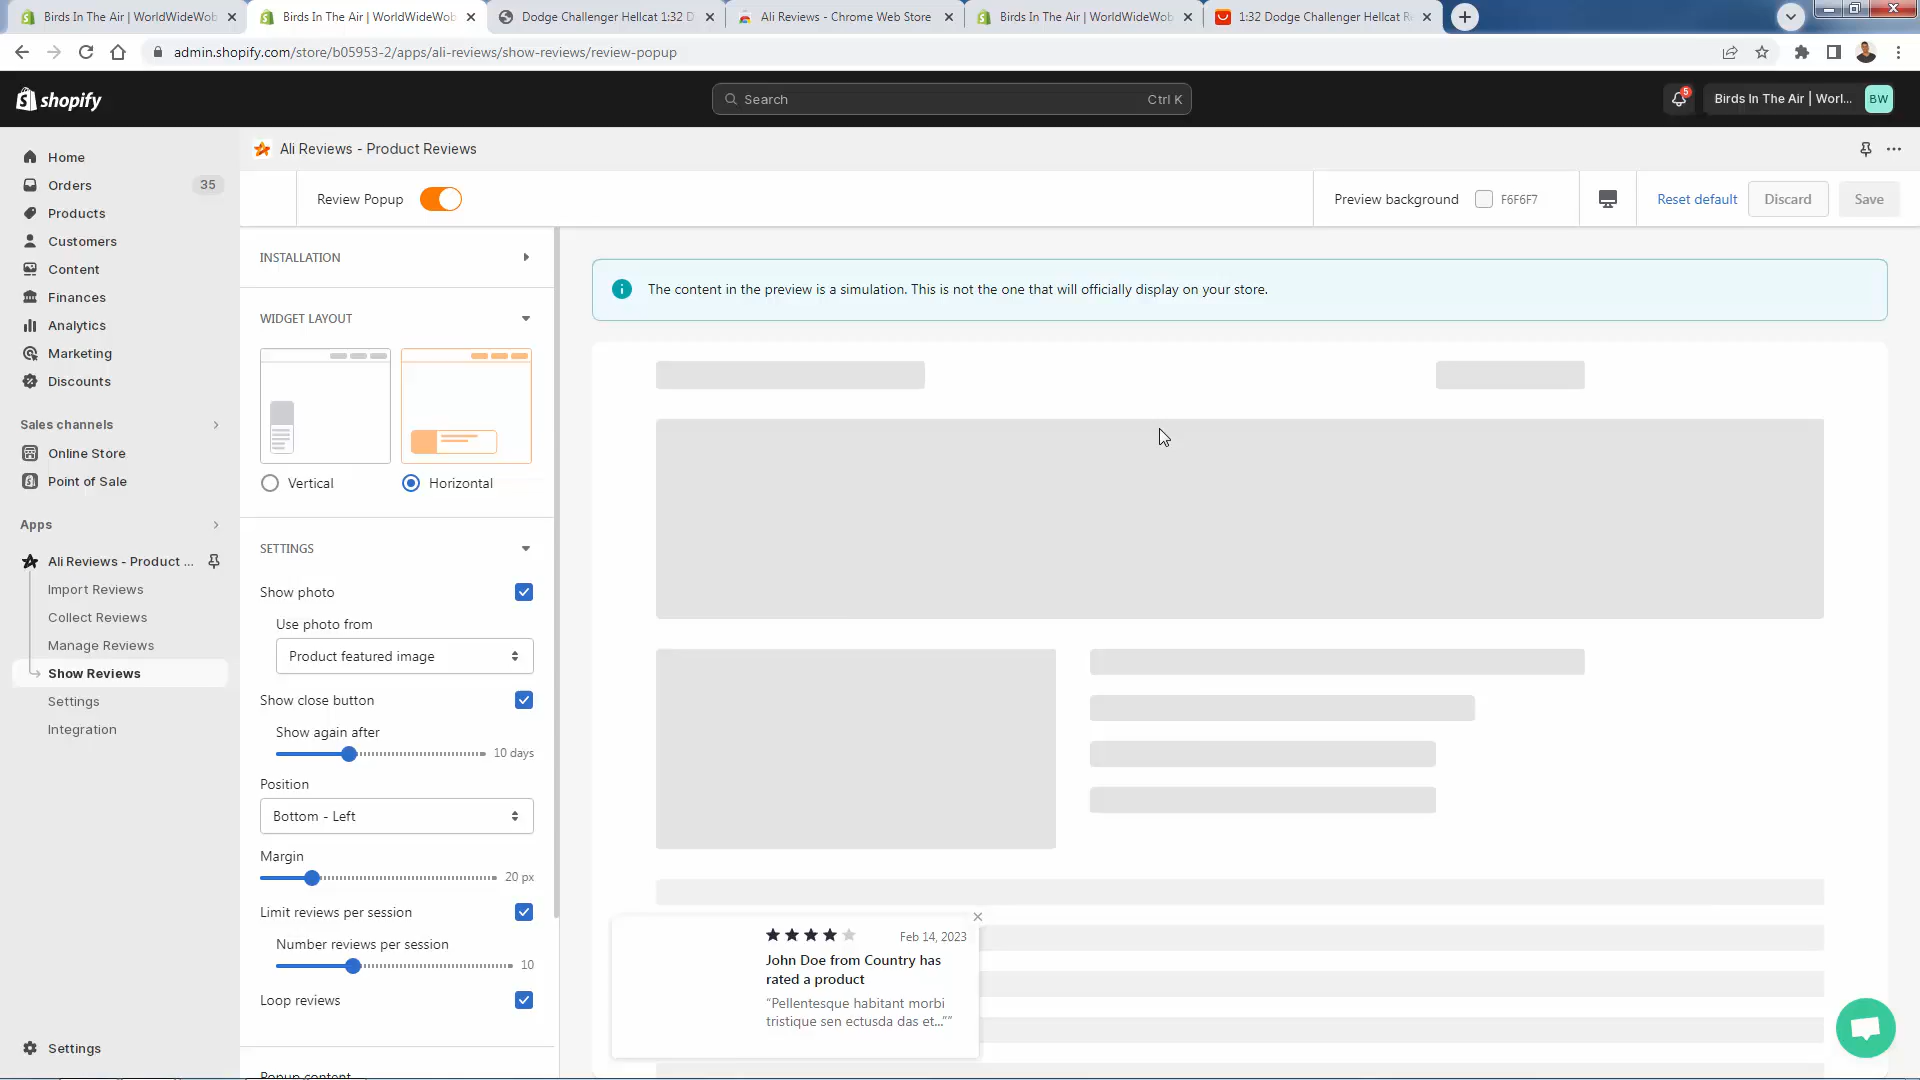 Birds In The Air | WorldWideWob
Birds In The Air | WorldWideWob
Dodge Challenger Hellcat 1:32 D
Ali Reviews - Chrome Web Store
Birds In The Air | WorldWideWob
1:32 Dodge Challenger Hellcat R
admin.shopify.com/store/b05953-2/apps/ali-reviews/show-reviews/review-popup
shopify
Search
Ctrl K
5
Birds In The Air | Worl...
BW
Home
Orders
35
Products
Customers
Content
Finances
Analytics
Marketing
Discounts
Sales channels
Online Store
Point of Sale
Apps
Ali Reviews - Product ...
Import Reviews
Collect Reviews
Manage Reviews
Show Reviews
Settings
Integration
Settings
Ali Reviews - Product Reviews
Review Popup
Preview background
F6F6F7
Reset default
Discard
Save
INSTALLATION
WIDGET LAYOUT
Vertical
Horizontal
SETTINGS
Show photo
Use photo from
Product featured image
Show close button
Show again after
10 days
Position
Bottom - Left
Margin
20 px
Limit reviews per session
Number reviews per session
10
Loop reviews
Popup content
The content in the preview is a simulation. This is not the one that will officially display on your store.
Feb 14, 2023
John Doe from Country has
rated a product
“Pellentesque habitant morbi
tristique sen ectusda das et...””